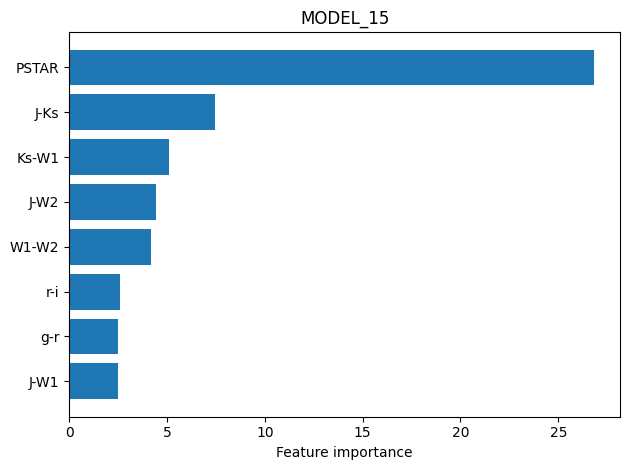 MODEL_15
PSTAR
J-Ks
Ks-W1
J-W2
W1-W2
r-i
g-r
J-W1
0 5 10 15 20 25
Feature importance